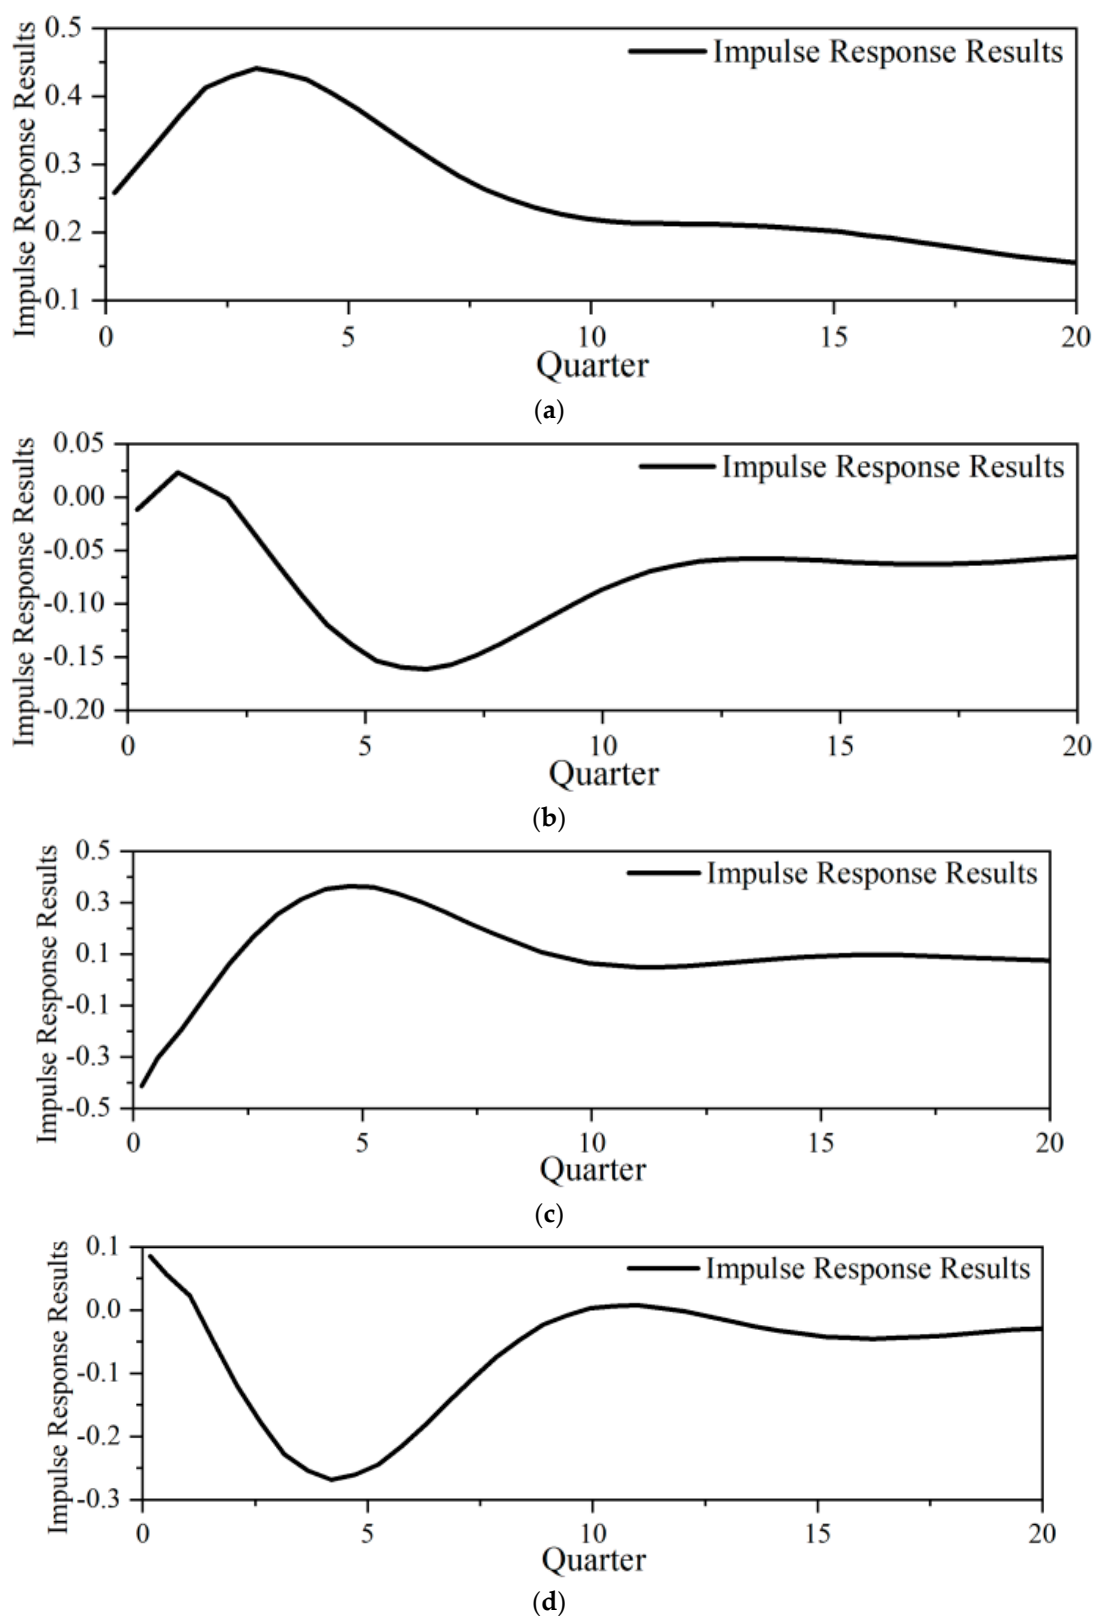 Impulse Response Results
0.5
0.4
0.3
0.2
0.1
Impulse Response Results
0 5 10 15 20
Quarter
(a)
Impulse Response Results
0.05
0.00
-0.05
-0.10
-0.15
-0.20
Impulse Response Results
0 5 10 15 20
Quarter
(b)
Impulse Response Results
0.5
0.3
0.1
-0.1
-0.3
-0.5
Impulse Response Results
0 5 10 15 20
Quarter
(c)
Impulse Response Results
0.1
0.0
-0.1
-0.2
-0.3
Impulse Response Results
0 5 10 15 20
Quarter
(d)